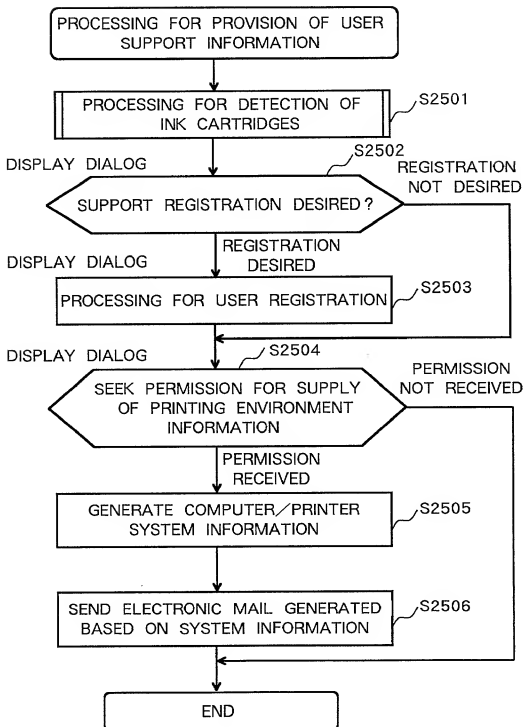 PROCESSING FOR PROVISION OF USER
SUPPORT INFORMATION
PROCESSING FOR DETECTION OF
INK CARTRIDGES
S2501
DISPLAY DIALOG
S2502
SUPPORT REGISTRATION DESIRED?
REGISTRATION
NOT DESIRED
REGISTRATION
DESIRED
DISPLAY DIALOG
PROCESSING FOR USER REGISTRATION
S2503
DISPLAY DIALOG
S2504
SEEK PERMISSION FOR SUPPLY
OF PRINTING ENVIRONMENT
INFORMATION
PERMISSION
NOT RECEIVED
PERMISSION
RECEIVED
GENERATE COMPUTER/PRINTER
SYSTEM INFORMATION
S2505
SEND ELECTRONIC MAIL GENERATED
BASED ON SYSTEM INFORMATION
S2506
END